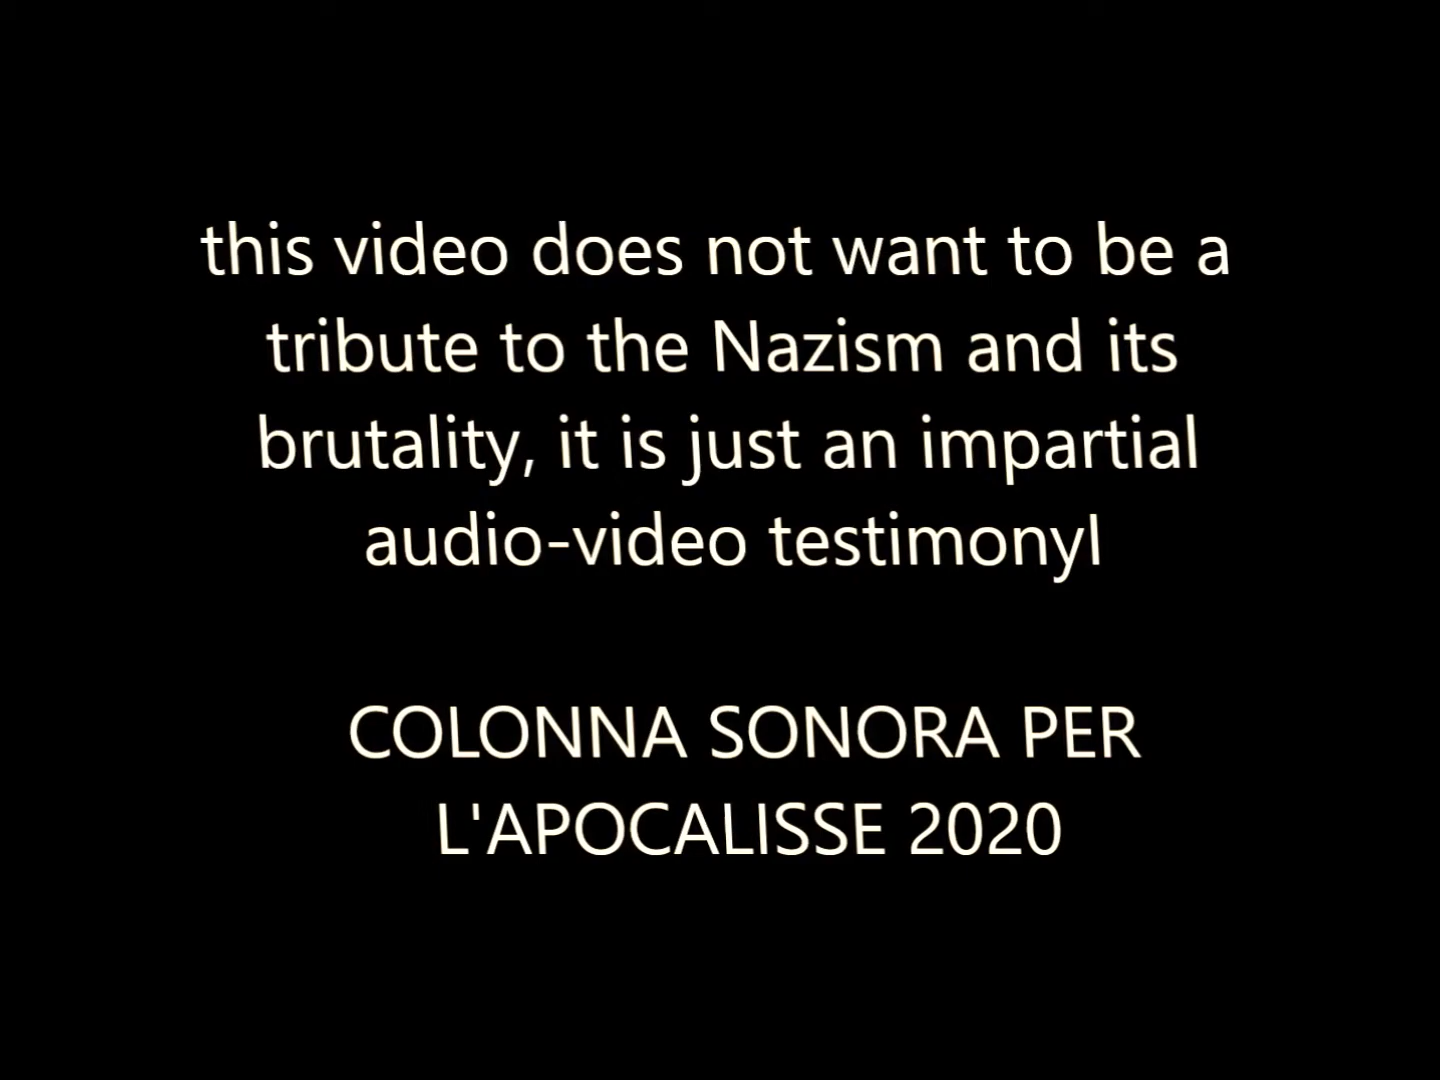 this video does not want to be a
tribute to the Nazism and its
brutality, it is just an impartial
audio-video testimonyI
COLONNA SONORA PER
L'APOCALISSE 2020